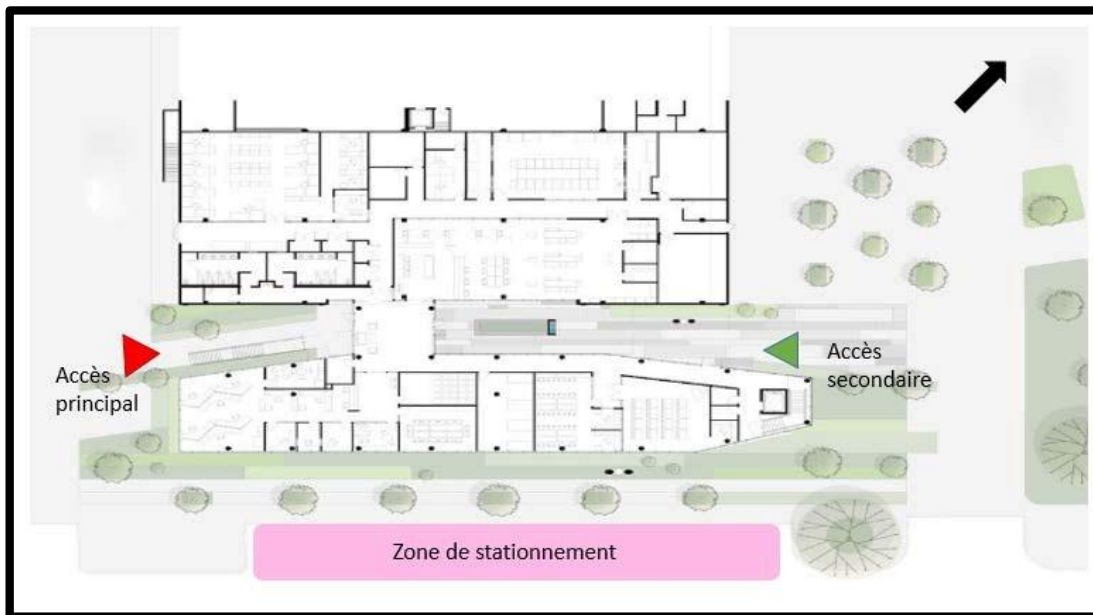 Accès
principal
Accès
secondaire
Zone de stationnement